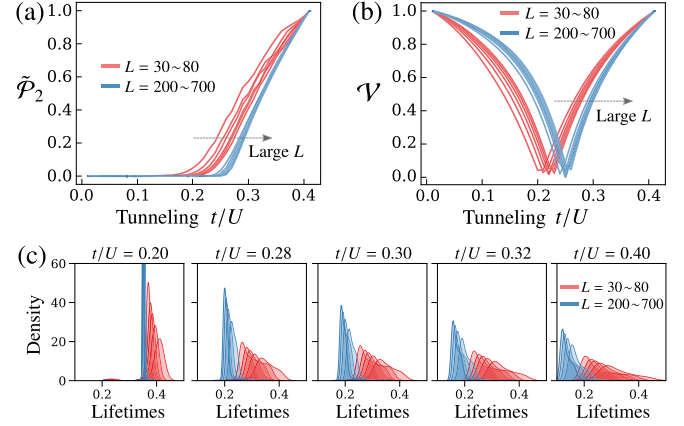 (a)
1.0
0.8
0.6
0.4
0.2
0.0
𝒫̃₂
L = 30~80
L = 200~700
Large L
0.0 0.1 0.2 0.3 0.4
Tunneling t/U
(b)
1.0
0.8
0.6
0.4
0.2
0.0
𝒱
L = 30~80
L = 200~700
Large L
0.0 0.1 0.2 0.3 0.4
Tunneling t/U
(c)
t/U = 0.20 t/U = 0.28 t/U = 0.30 t/U = 0.32 t/U = 0.40
60
40
20
0
Density
L = 30~80
L = 200~700
0.2 0.4 0.2 0.4 0.2 0.4 0.2 0.4 0.2 0.4
Lifetimes Lifetimes Lifetimes Lifetimes Lifetimes